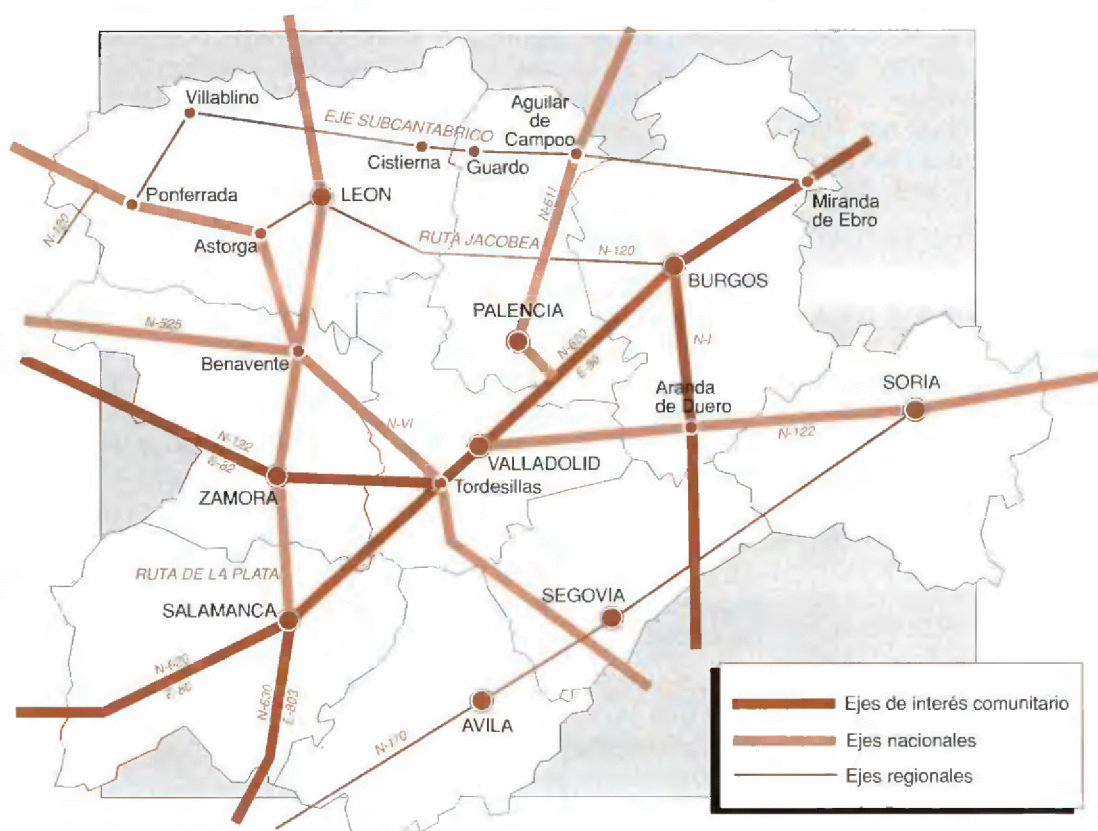 Villablino
EJE SUBCANTABRICO
Aguilar
de
Campoo
Cistierna
Guardo
Ponferrada
LEON
N-611
Miranda
de Ebro
N-120
Astorga
RUTA JACOBEA
N-120
BURGOS
N-525
PALENCIA
N-620
N-I
Benavente
Aranda
de Duero
SORIA
N-VI
N-122
N-122
E-82
VALLADOLID
ZAMORA
Tordesillas
RUTA DE LA PLATA
SALAMANCA
SEGOVIA
N-620
E-80
N-630
E-803
AVILA
N-110
Ejes de interés comunitario
Ejes nacionales
Ejes regionales